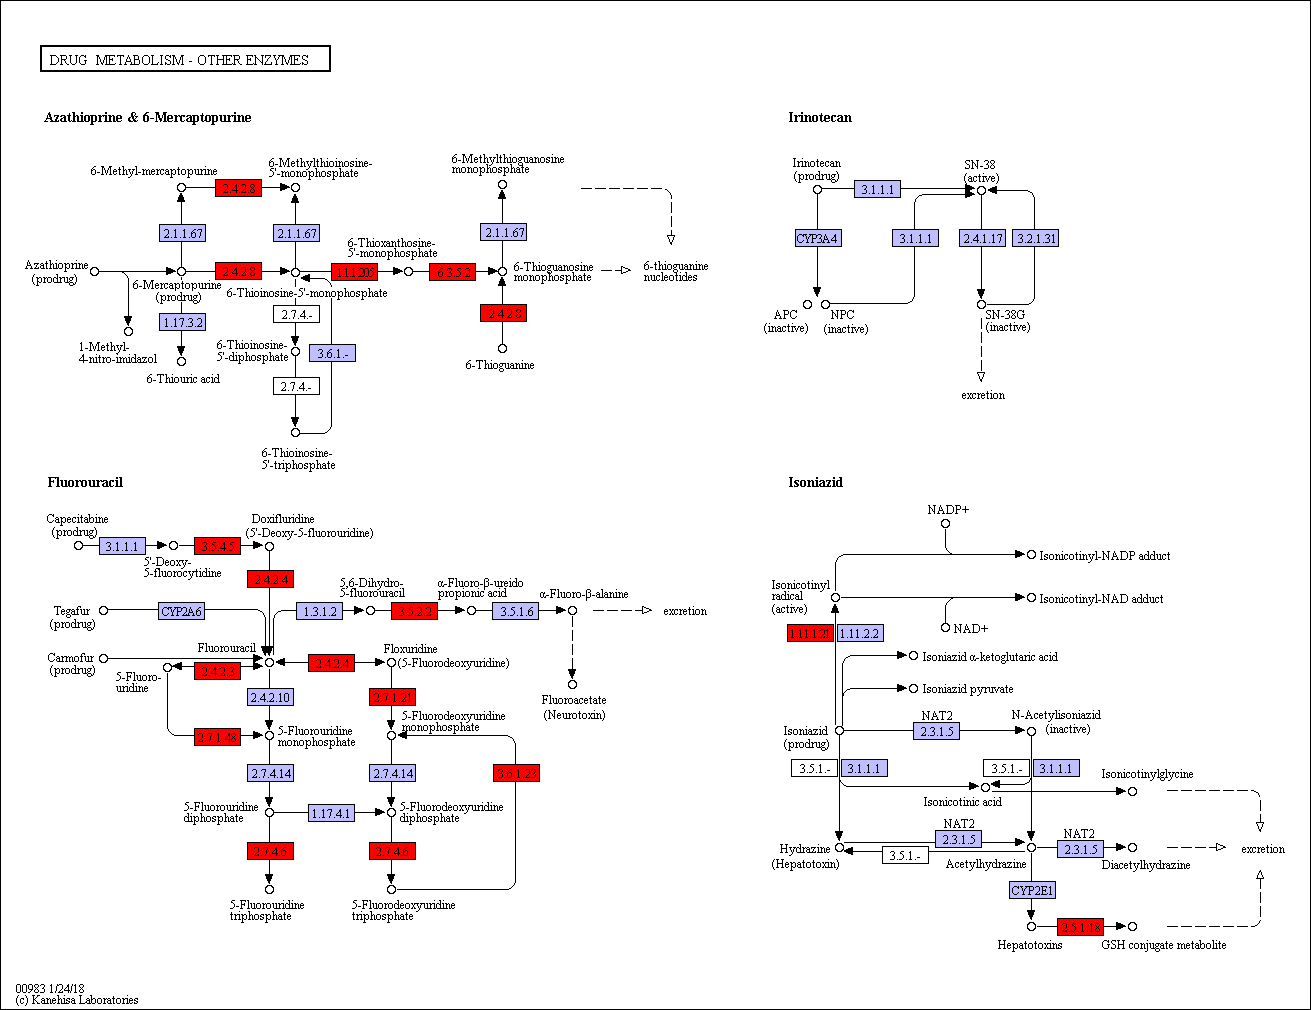 DRUG METABOLISM - OTHER ENZYMES
Azathioprine & 6-Mercaptopurine
6-Methyl-mercaptopurine
6-Methylthioinosine-
5'-monophosphate
6-Methylthioguanosine
monophosphate
2.4.2.8
2.1.1.67
2.1.1.67
2.1.1.67
6-Thioxanthosine-
5'-monophosphate
Azathioprine
(prodrug)
2.4.2.8
1.1.1.205
6.3.5.2
6-Thioguanosine
monophosphate
6-thioguanine
nucleotides
6-Mercaptopurine
(prodrug)
6-Thioinosine-5'-monophosphate
1.17.3.2
2.7.4.-
2.4.2.8
1-Methyl-
4-nitro-imidazol
6-Thioinosine-
5'-diphosphate
3.6.1.-
6-Thioguanine
6-Thiouric acid
2.7.4.-
6-Thioinosine-
5'-triphosphate
Irinotecan
Irinotecan
(prodrug)
SN-38
(active)
3.1.1.1
CYP3A4
3.1.1.1
2.4.1.17
3.2.1.31
APC
(inactive)
NPC
(inactive)
SN-38G
(inactive)
excretion
Fluorouracil
Capecitabine
(prodrug)
Doxifluridine
(5'-Deoxy-5-fluorouridine)
3.1.1.1
3.5.4.5
5'-Deoxy-
5-fluorocytidine
2.4.2.4
5,6-Dihydro-
5-fluorouracil
α-Fluoro-β-ureido
propionic acid
α-Fluoro-β-alanine
Tegafur
(prodrug)
CYP2A6
1.3.1.2
3.5.2.2
3.5.1.6
excretion
Fluorouracil
Floxuridine
(5-Fluorodeoxyuridine)
Carmofur
(prodrug)
2.4.2.3
2.4.2.4
5-Fluoro-
uridine
2.4.2.10
2.7.1.21
Fluoroacetate
(Neurotoxin)
2.7.1.48
5-Fluorouridine
monophosphate
5-Fluorodeoxyuridine
monophosphate
2.7.4.14
2.7.4.14
3.6.1.23
5-Fluorouridine
diphosphate
1.17.4.1
5-Fluorodeoxyuridine
diphosphate
2.7.4.6
2.7.4.6
5-Fluorouridine
triphosphate
5-Fluorodeoxyuridine
triphosphate
Isoniazid
NADP+
Isonicotinyl-NADP adduct
Isonicotinyl
radical
(active)
Isonicotinyl-NAD adduct
NAD+
1.11.1.21
1.11.2.2
Isoniazid α-ketoglutaric acid
Isoniazid pyruvate
Isoniazid
(prodrug)
NAT2
2.3.1.5
N-Acetylisoniazid
(inactive)
3.5.1.-
3.1.1.1
3.5.1.-
3.1.1.1
Isonicotinylglycine
Isonicotinic acid
Hydrazine
(Hepatotoxin)
NAT2
2.3.1.5
3.5.1.-
Acetylhydrazine
NAT2
2.3.1.5
Diacetylhydrazine
excretion
CYP2E1
2.5.1.18
Hepatotoxins
GSH conjugate metabolite
00983 1/24/18
(c) Kanehisa Laboratories